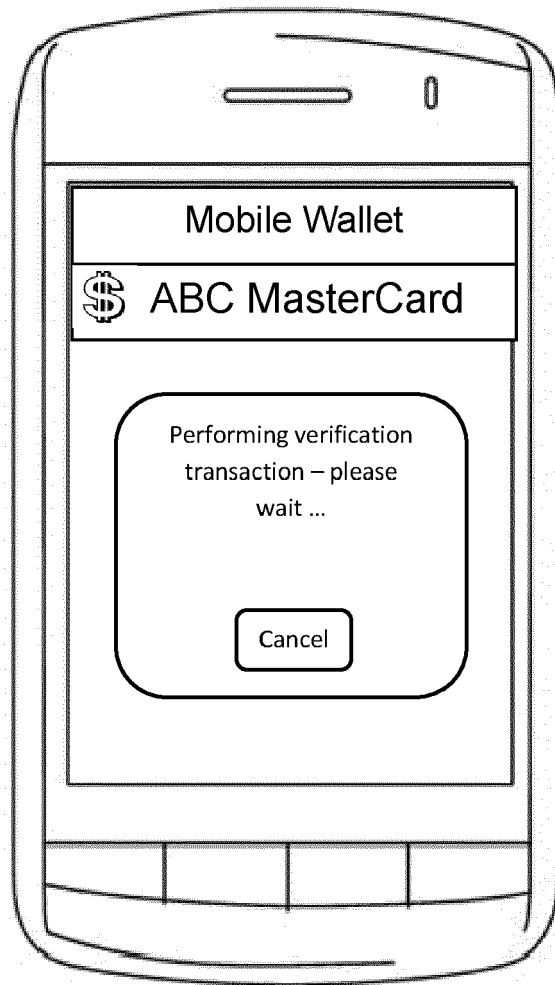 Mobile Wallet
$ ABC MasterCard
Performing verification
transaction – please
wait ...
Cancel